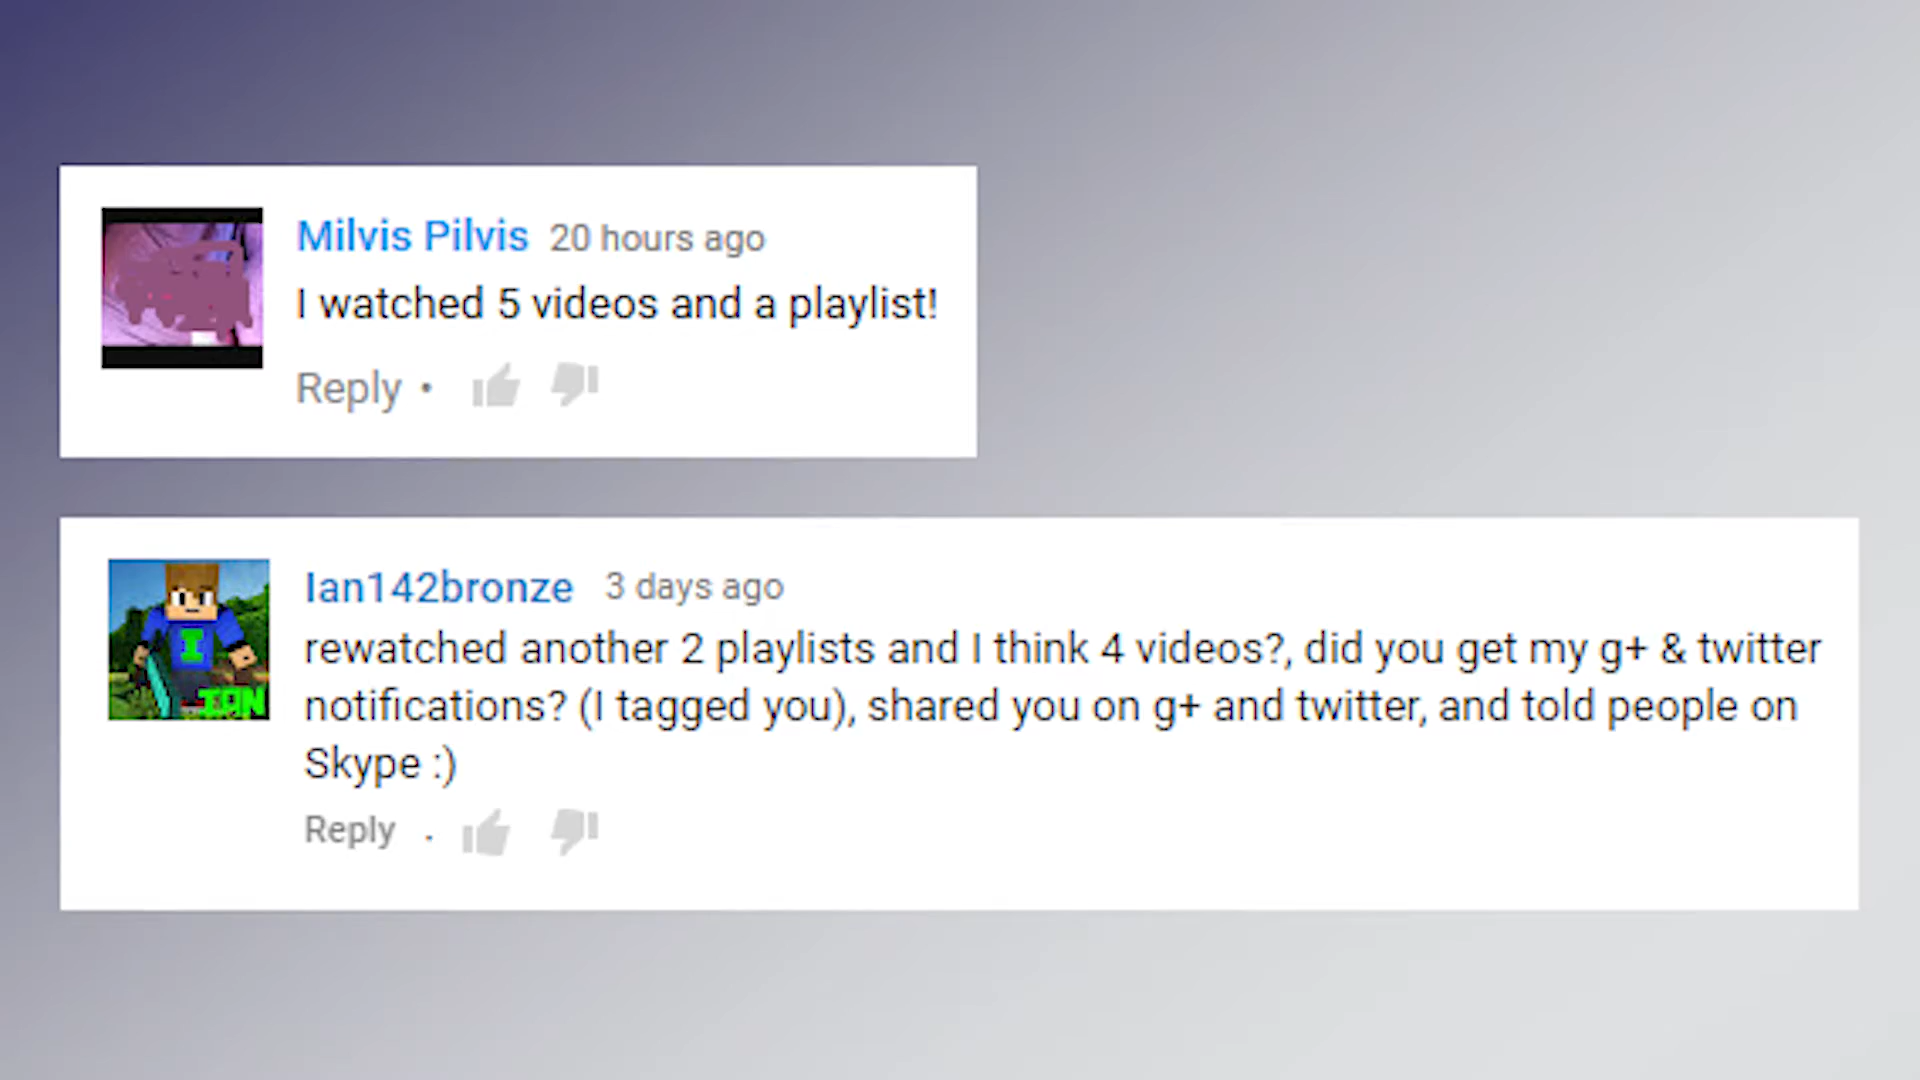 Milvis Pilvis 20 hours ago
I watched 5 videos and a playlist!
Reply •
Ian142bronze 3 days ago
rewatched another 2 playlists and I think 4 videos?, did you get my g+ & twitter
notifications? (I tagged you), shared you on g+ and twitter, and told people on
Skype :)
Reply .
I
IAN